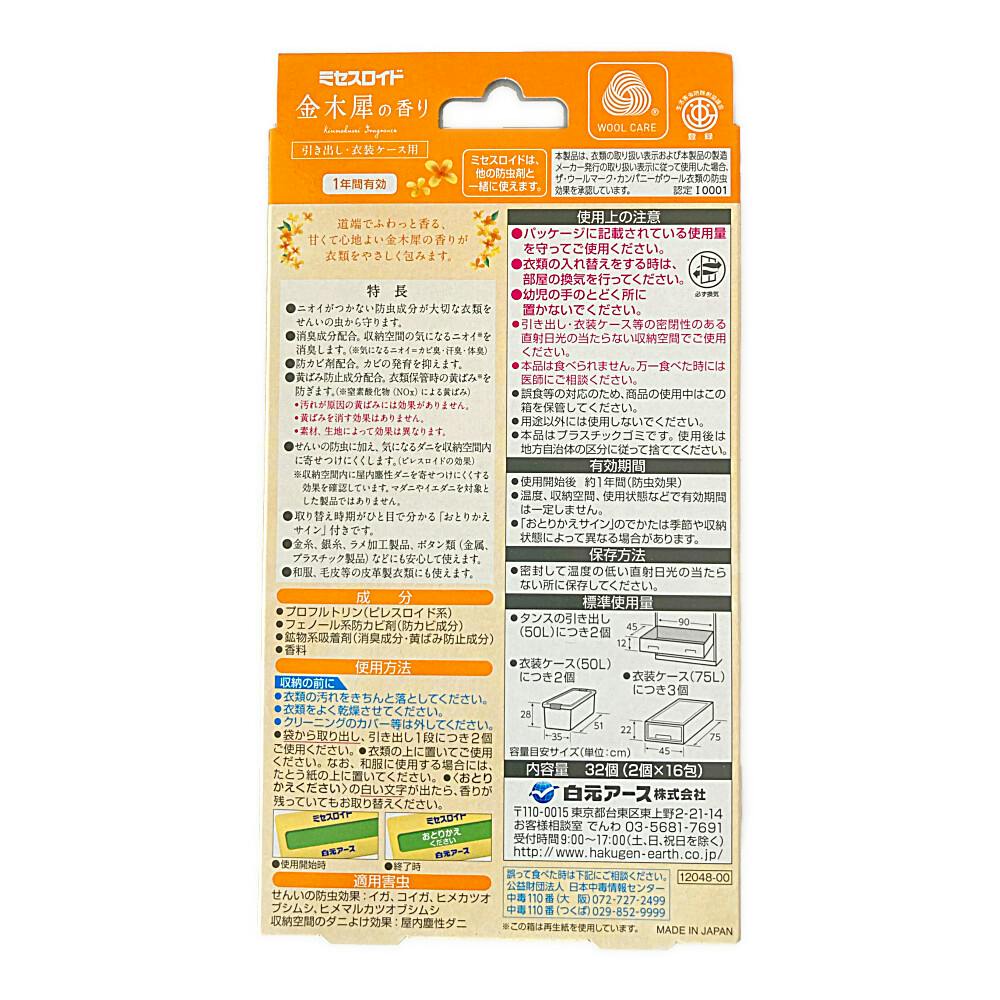 ミセスロイド
金木犀の香り
Kinmokusei Fragrance
引き出し・衣装ケース用
1年間有効
ミセスロイドは、
他の防虫剤と
一緒に使えます。
WOOL CARE
登録
本製品は、衣類の取り扱い表示および本製品の製造
メーカー発行の取り扱い表示に従って使用した場合、
ザ・ウールマーク・カンパニーがウール衣類の防虫
効果を承認しています。 認定 I0001
道端でふわっと香る、
甘くて心地よい金木犀の香りが
衣類をやさしく包みます。
特長
●ニオイがつかない防虫成分が大切な衣類を
せんいの虫から守ります。
●消臭成分配合。収納空間の気になるニオイ※を
消臭します。(※気になるニオイ=カビ臭・汗臭・体臭)
●防カビ剤配合。カビの発育を抑えます。
●黄ばみ防止成分配合。衣類保管時の黄ばみ※を
防ぎます。(※窒素酸化物(NOx)による黄ばみ)
•汚れが原因の黄ばみには効果がありません。
•黄ばみを消す効果はありません。
•素材、生地によって効果は異なります。
●せんいの防虫に加え、気になるダニを収納空間内
に寄せつけにくくします。(ピレスロイドの効果)
※収納空間内に屋内塵性ダニを寄せつけにくくする
効果を確認しています。マダニやイエダニを対象と
した製品ではありません。
●取り替え時期がひと目で分かる「おとりかえ
サイン」付きです。
●金糸、銀糸、ラメ加工製品、ボタン類(金属、
プラスチック製品)などにも安心して使えます。
●和服、毛皮等の皮革製衣類にも使えます。
成分
●プロフルトリン(ピレスロイド系)
●フェノール系防カビ剤(防カビ成分)
●鉱物系吸着剤(消臭成分・黄ばみ防止成分)
●香料
使用方法
収納の前に
●衣類の汚れをきちんと落としてください。
●衣類をよく乾燥させてください。
●クリーニングのカバー等は外してください。
●袋から取り出し、引き出し1段につき2個
ご使用ください。●衣類の上に置いてご使用
ください。なお、和服に使用する場合には、
たとう紙の上に置いてください。●〈おとり
かえください〉の白い文字が出たら、香りが
残っていてもお取り替えください。
ミセスロイド
白元アース
●使用開始時
ミセスロイド
おとりかえ
ください
白元アース
●終了時
適用害虫
せんいの防虫効果:イガ、コイガ、ヒメカツオ
ブシムシ、ヒメマルカツオブシムシ
収納空間のダニよけ効果:屋内塵性ダニ
使用上の注意
●パッケージに記載されている使用量
を守ってご使用ください。
●衣類の入れ替えをする時は、
部屋の換気を行ってください。
必ず換気
●幼児の手のとどく所に
置かないでください。
●引き出し・衣装ケース等の密閉性のある
直射日光の当たらない収納空間でご使用
ください。
●本品は食べられません。万一食べた時には
医師にご相談ください。
●誤食等の対応のため、商品の使用中はこの
箱を保管してください。
●用途以外には使用しないでください。
●本品はプラスチックゴミです。使用後は
地方自治体の区分に従って捨ててください。
有効期間
●使用開始後 約1年間(防虫効果)
●温度、収納空間、使用状態などで有効期間
は一定しません。
●「おとりかえサイン」のでかたは季節や収納
状態によって異なる場合があります。
保存方法
●密封して温度の低い直射日光の当たら
ない所に保存してください。
標準使用量
●タンスの引き出し
(50L)につき2個
45
90
12
●衣装ケース(50L)
につき2個
28
35
51
●衣装ケース(75L)
につき3個
22
45
75
容量目安サイズ(単位:cm)
内容量 32個(2個×16包)
白元アース株式会社
〒110-0015 東京都台東区東上野2-21-14
お客様相談室 でんわ 03-5681-7691
受付時間9:00〜17:00(土、日、祝日を除く)
http://www.hakugen-earth.co.jp/
誤って食べた時は下記にご相談ください。
公益財団法人 日本中毒情報センター
中毒110番(大 阪)072-727-2499
中毒110番(つくば)029-852-9999
12048-00
※この箱は再生紙を使用しています。
MADE IN JAPAN